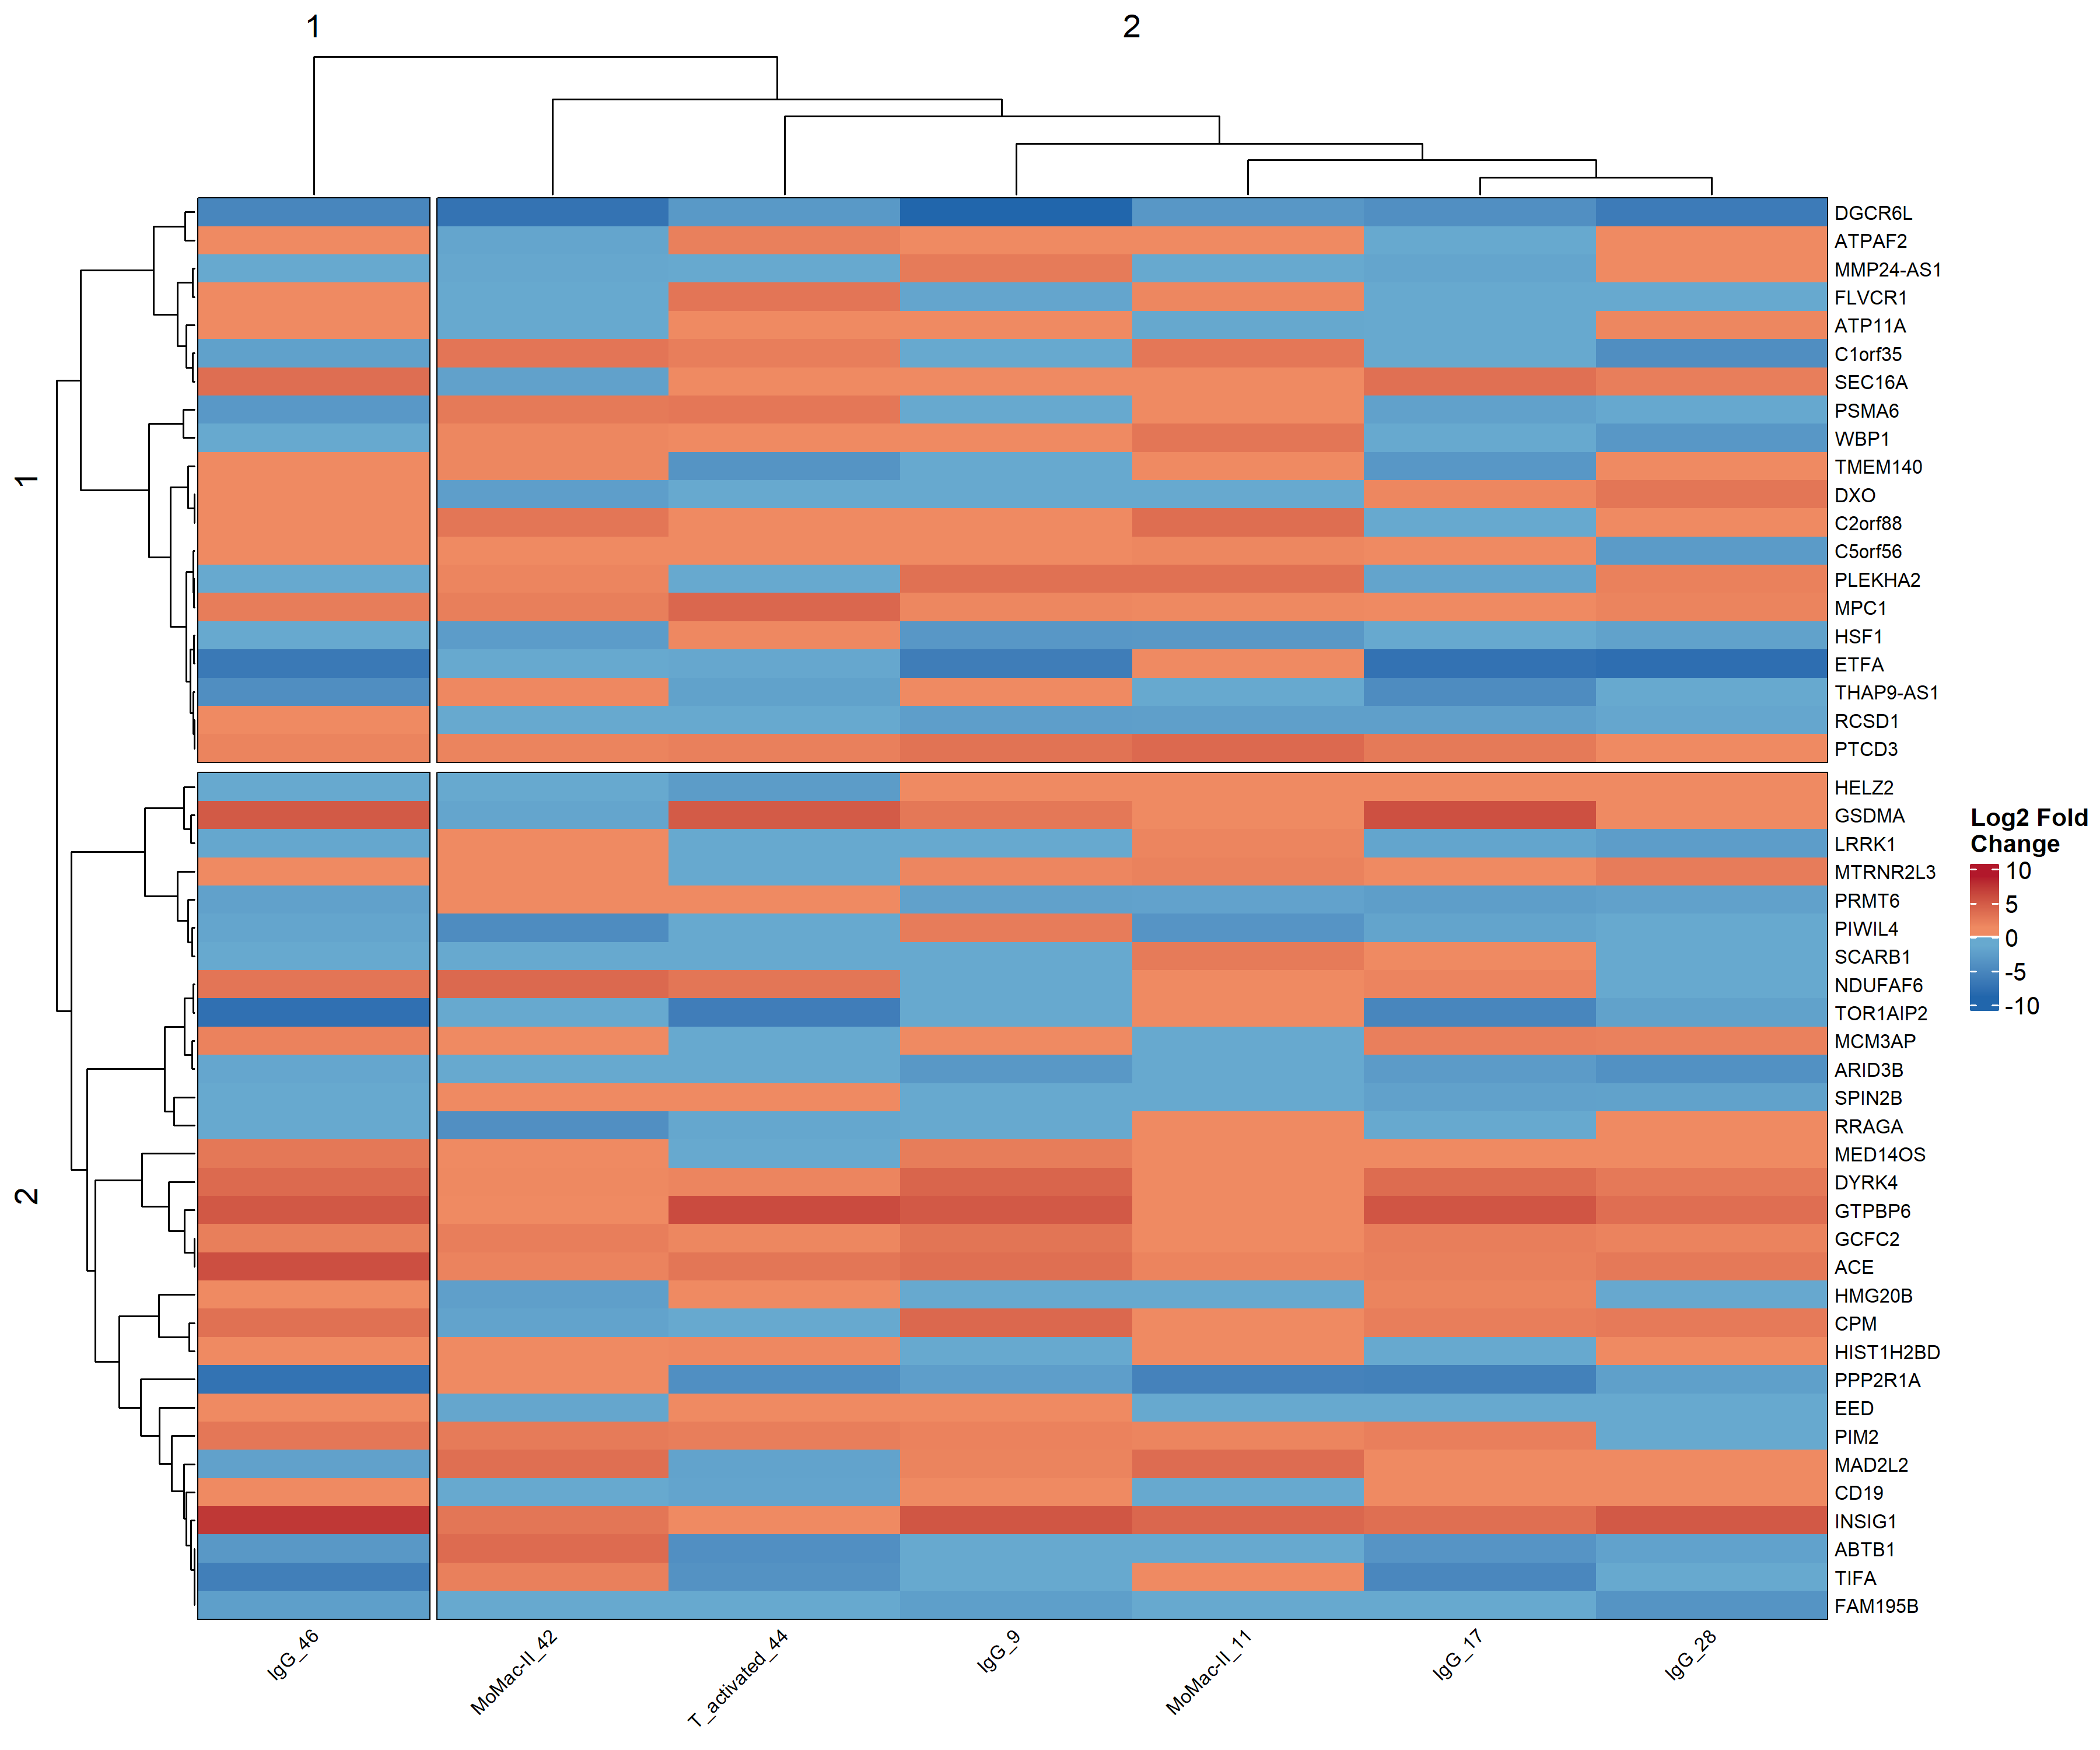 1
2
1
2
DGCR6L
ATPAF2
MMP24-AS1
FLVCR1
ATP11A
C1orf35
SEC16A
PSMA6
WBP1
TMEM140
DXO
C2orf88
C5orf56
PLEKHA2
MPC1
HSF1
ETFA
THAP9-AS1
RCSD1
PTCD3
HELZ2
GSDMA
LRRK1
MTRNR2L3
PRMT6
PIWIL4
SCARB1
NDUFAF6
TOR1AIP2
MCM3AP
ARID3B
SPIN2B
RRAGA
MED14OS
DYRK4
GTPBP6
GCFC2
ACE
HMG20B
CPM
HIST1H2BD
PPP2R1A
EED
PIM2
MAD2L2
CD19
INSIG1
ABTB1
TIFA
FAM195B
Log2 Fold
Change
10
5
0
-5
-10
IgG_46
MoMac-II_42
T_activated_44
IgG_9
MoMac-II_11
IgG_17
IgG_28